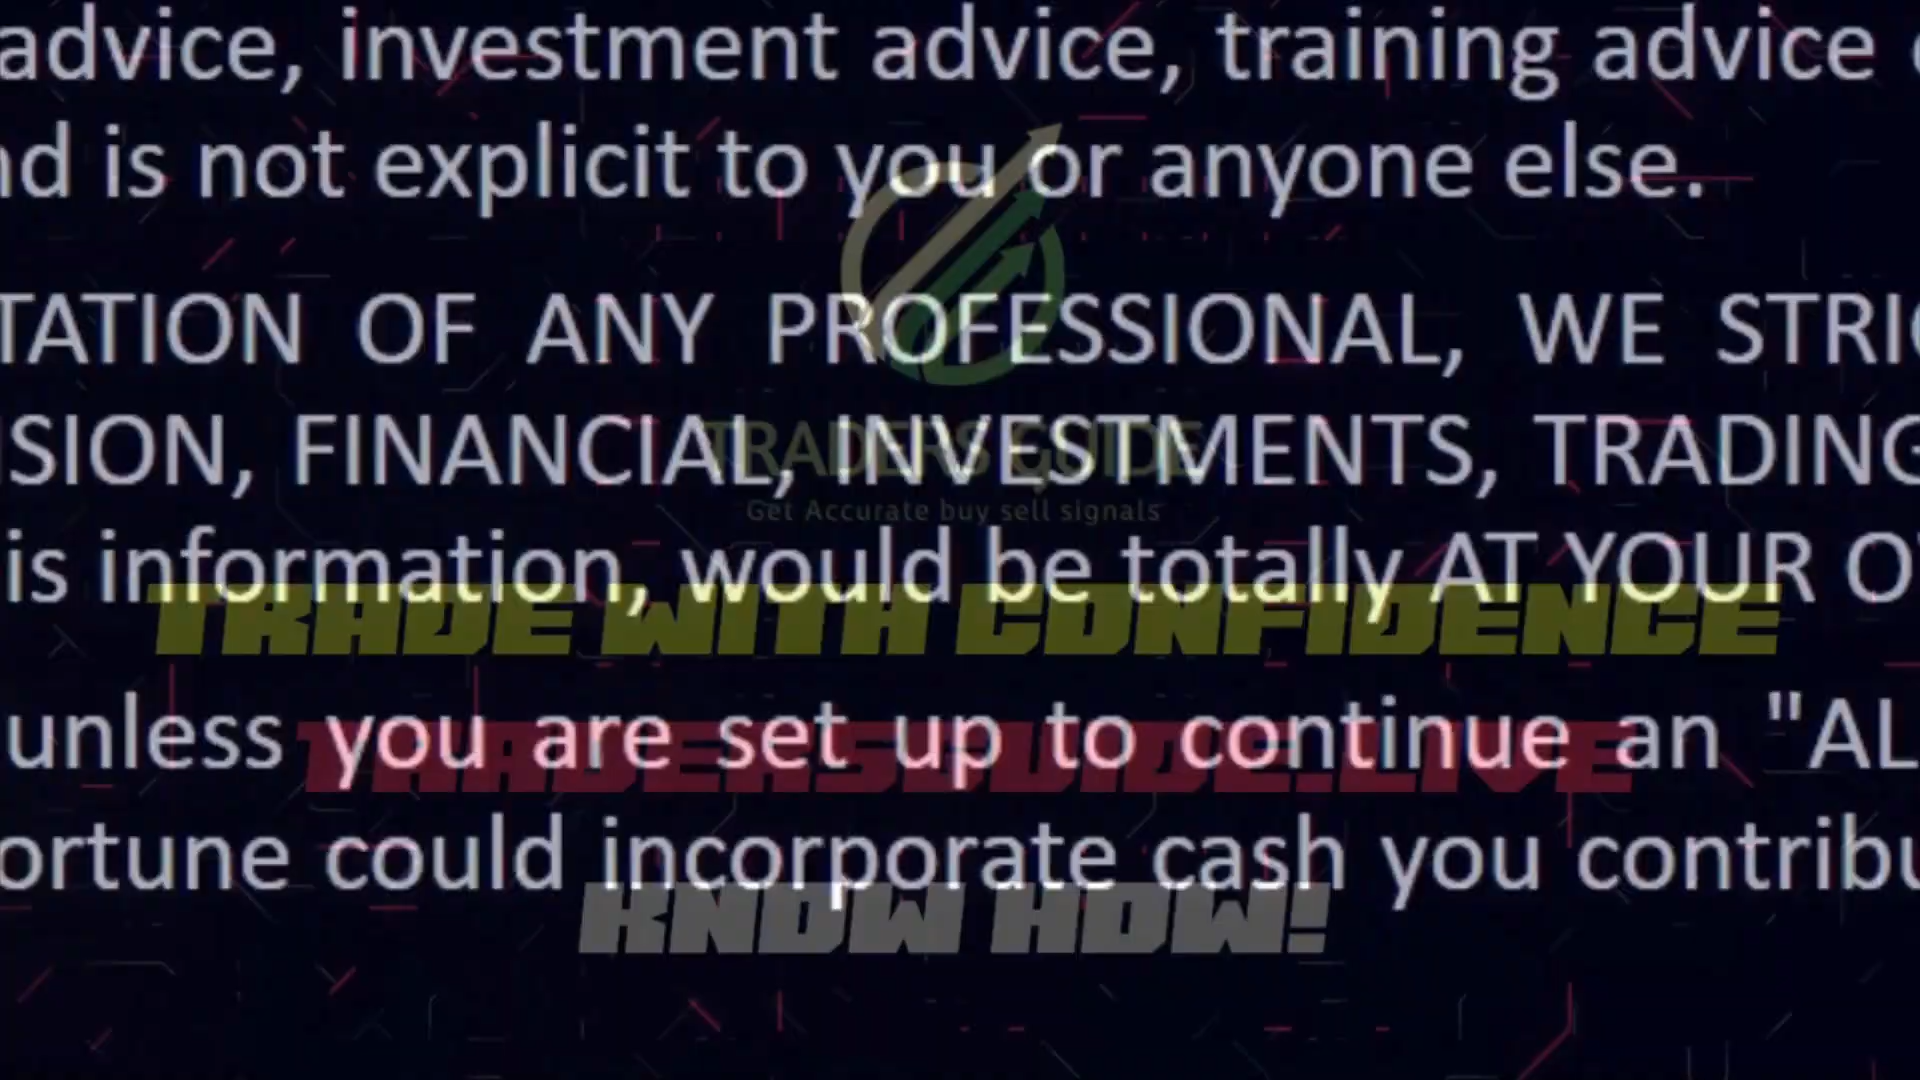 advice, investment advice, training advice
nd is not explicit to you or anyone else.
TATION OF ANY PROFESSIONAL, WE STRIC
ISION, FINANCIAL, INVESTMENTS, TRADING
TRADERS GUIDE
Get Accurate buy sell signals
is information, would be totally AT YOUR O
TRADE WITH CONFIDENCE
unless you are set up to continue an "AL
TRADERSGUIDE.LIVE
ortune could incorporate cash you contribu
KNOW HOW!